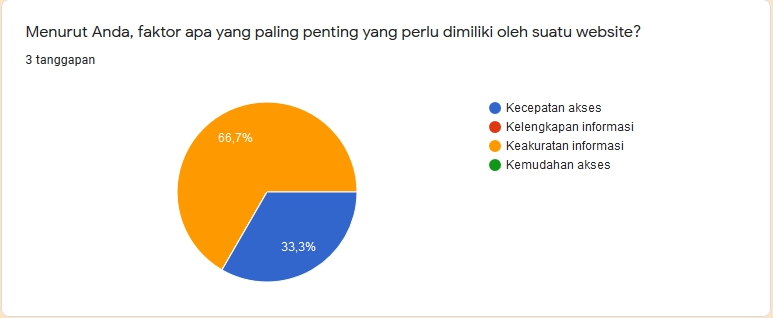 Menurut Anda, faktor apa yang paling penting yang perlu dimiliki oleh suatu website?
3 tanggapan
66,7%
33,3%
Kecepatan akses
Kelengkapan informasi
Keakuratan informasi
Kemudahan akses